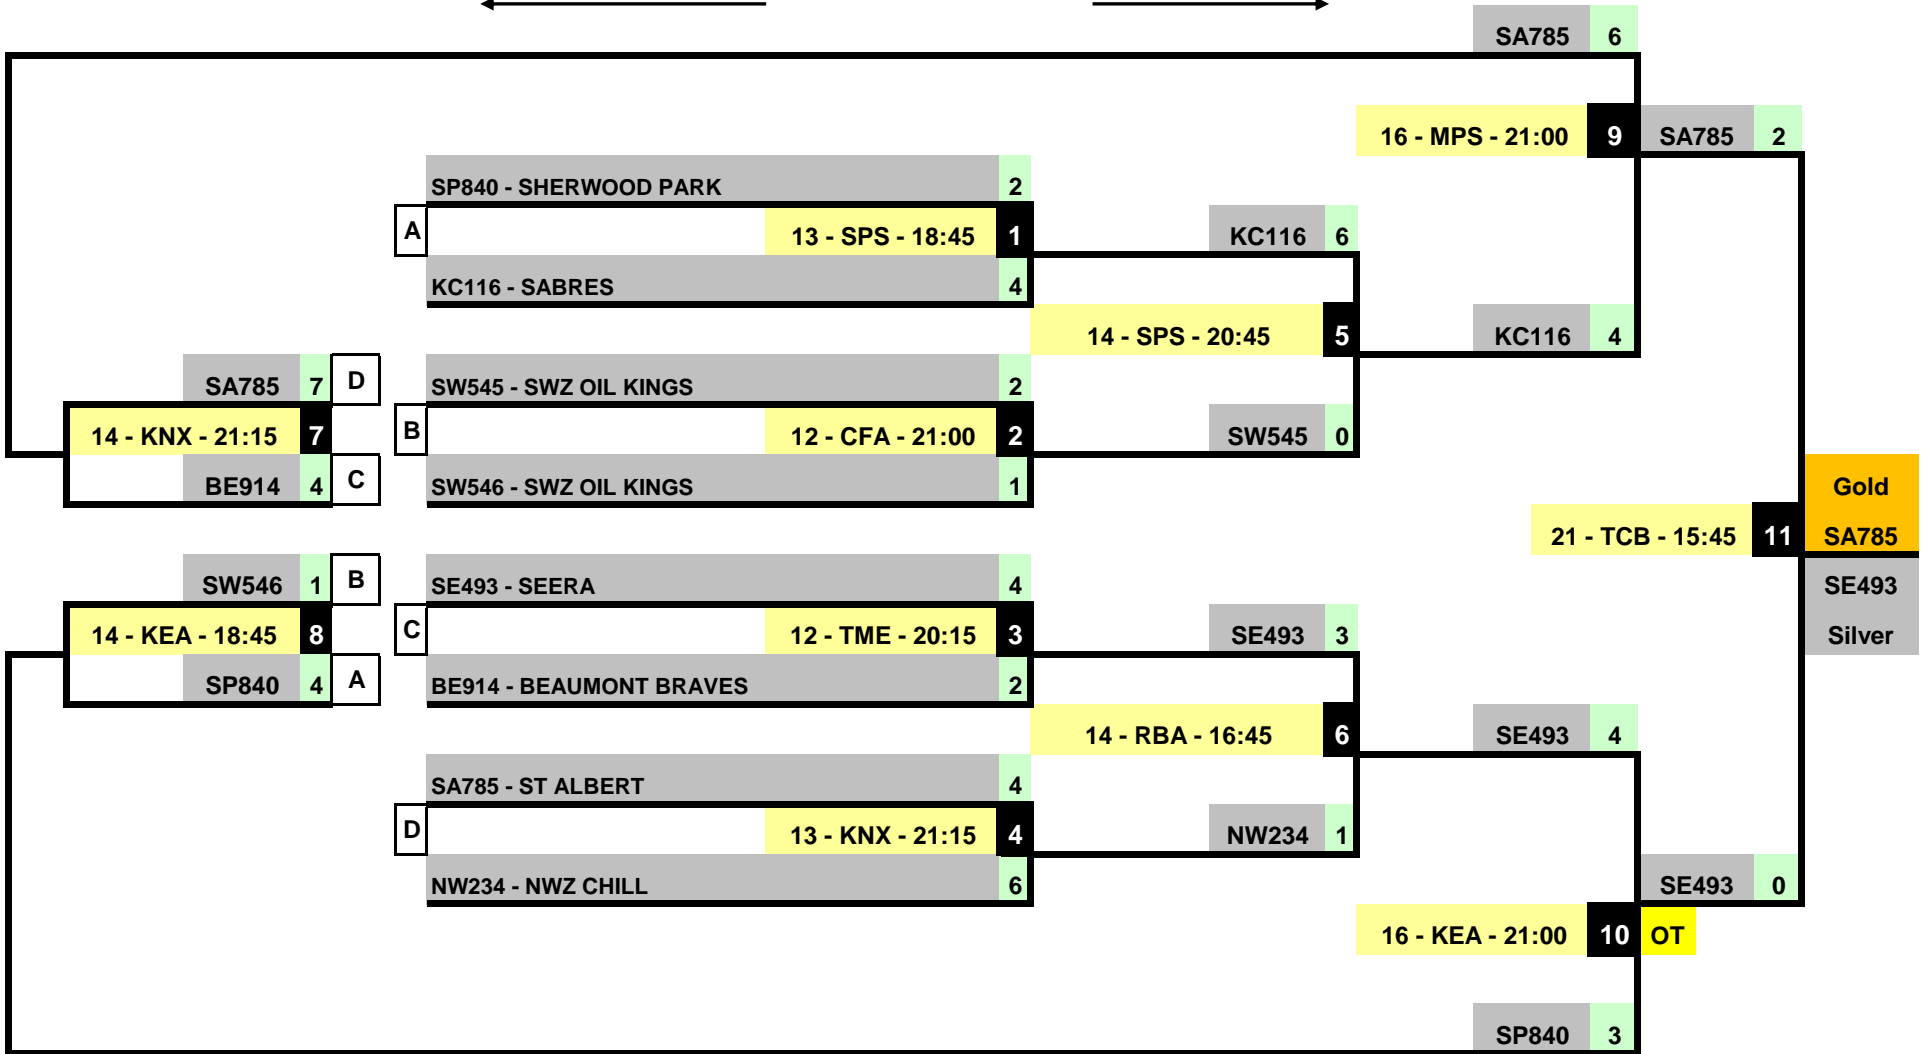 SA785 6
16 - MPS - 21:00 9 SA785 2
SP840 - SHERWOOD PARK 2
A 13 - SPS - 18:45 1 KC116 6
KC116 - SABRES 4
14 - SPS - 20:45 5 KC116 4
SA785 7 D SW545 - SWZ OIL KINGS 2
14 - KNX - 21:15 7 B 12 - CFA - 21:00 2 SW545 0
BE914 4 C SW546 - SWZ OIL KINGS 1 Gold
21 - TCB - 15:45 11 SA785
SW546 1 B SE493 - SEERA 4 SE493
14 - KEA - 18:45 8 C 12 - TME - 20:15 3 SE493 3 Silver
SP840 4 A BE914 - BEAUMONT BRAVES 2
14 - RBA - 16:45 6 SE493 4
SA785 - ST ALBERT 4
D 13 - KNX - 21:15 4 NW234 1
NW234 - NWZ CHILL 6 SE493 0
16 - KEA - 21:00 10 OT
SP840 3